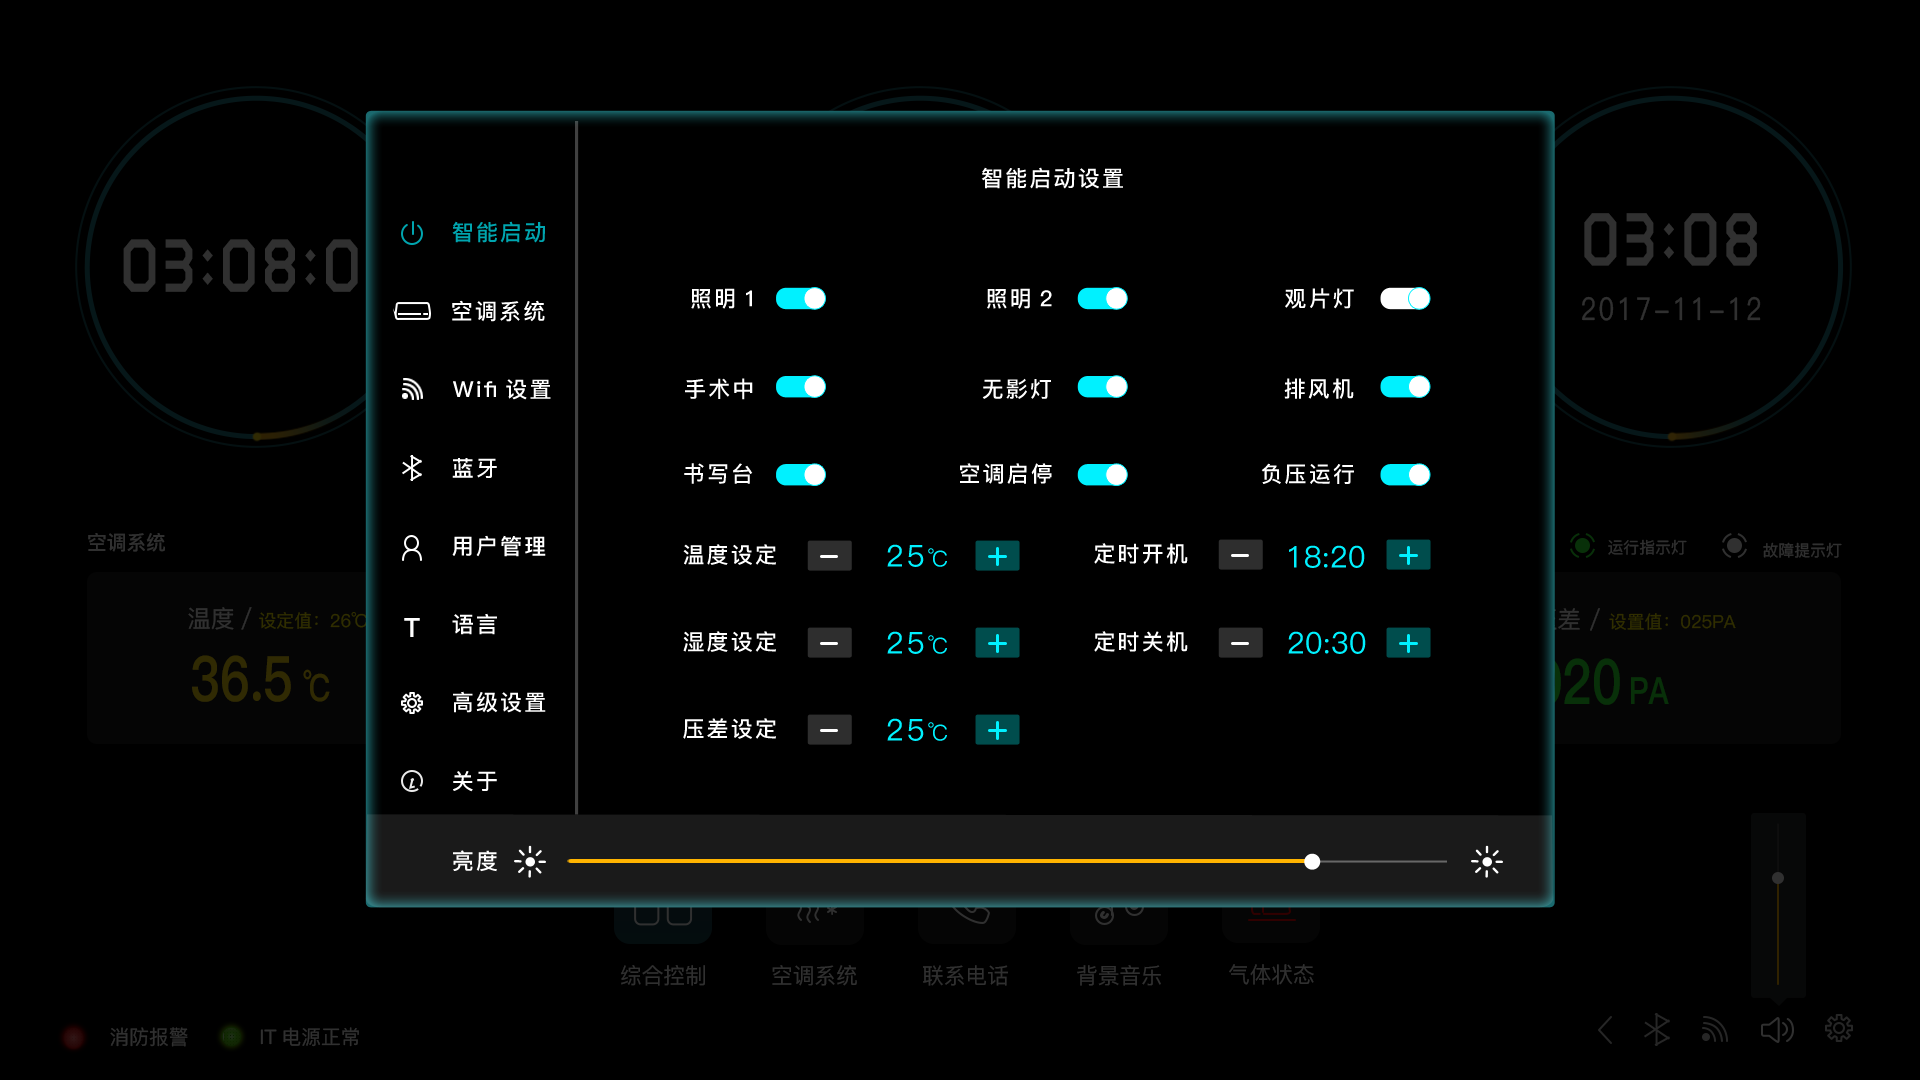 智能启动设置
智能启动
空调系统
Wifi 设置
蓝牙
用户管理
语言
高级设置
关于
照明 1
照明 2
观片灯
手术中
无影灯
排风机
书写台
空调启停
负压运行
温度设定 25℃
定时开机 18:20
湿度设定 25℃
定时关机 20:30
压差设定 25℃
亮度
03:08:0
03:08
2017-11-12
空调系统
运行指示灯
故障提示灯
温度 / 设定值：26℃
36.5 ℃
差 / 设置值：025PA
020 PA
综合控制
空调系统
联系电话
背景音乐
气体状态
消防报警
IT 电源正常